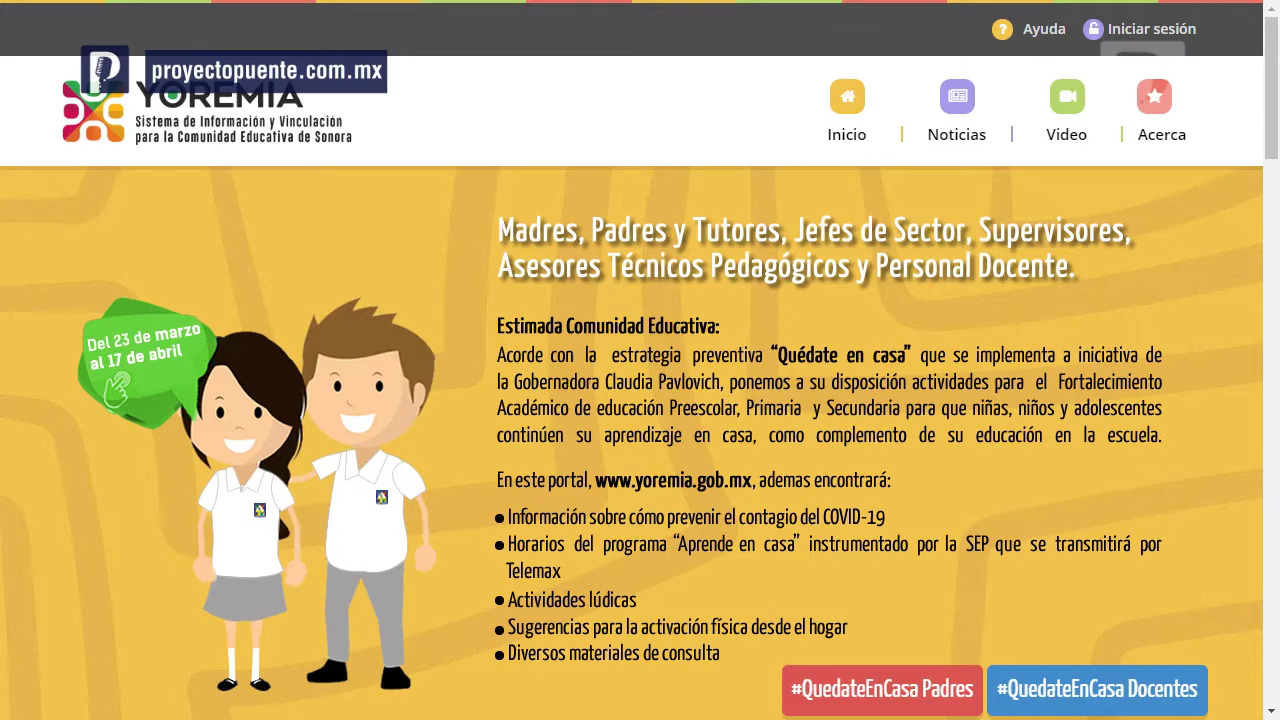 Ayuda
Iniciar sesión
proyectopuente.com.mx
YOREMIA
Sistema de Información y Vinculación
para la Comunidad Educativa de Sonora
Inicio
Noticias
Video
Acerca
Madres, Padres y Tutores, Jefes de Sector, Supervisores,
Asesores Técnicos Pedagógicos y Personal Docente.
Del 23 de marzo
al 17 de abril
Estimada Comunidad Educativa:
Acorde con la estrategia preventiva “Quédate en casa” que se implementa a iniciativa de
la Gobernadora Claudia Pavlovich, ponemos a su disposición actividades para el Fortalecimiento
Académico de educación Preescolar, Primaria y Secundaria para que niñas, niños y adolescentes
continúen su aprendizaje en casa, como complemento de su educación en la escuela.
En este portal, www.yoremia.gob.mx, ademas encontrará:
● Información sobre cómo prevenir el contagio del COVID-19
● Horarios del programa “Aprende en casa” instrumentado por la SEP que se transmitirá por
Telemax
● Actividades lúdicas
● Sugerencias para la activación física desde el hogar
● Diversos materiales de consulta
#QuedateEnCasa Padres
#QuedateEnCasa Docentes